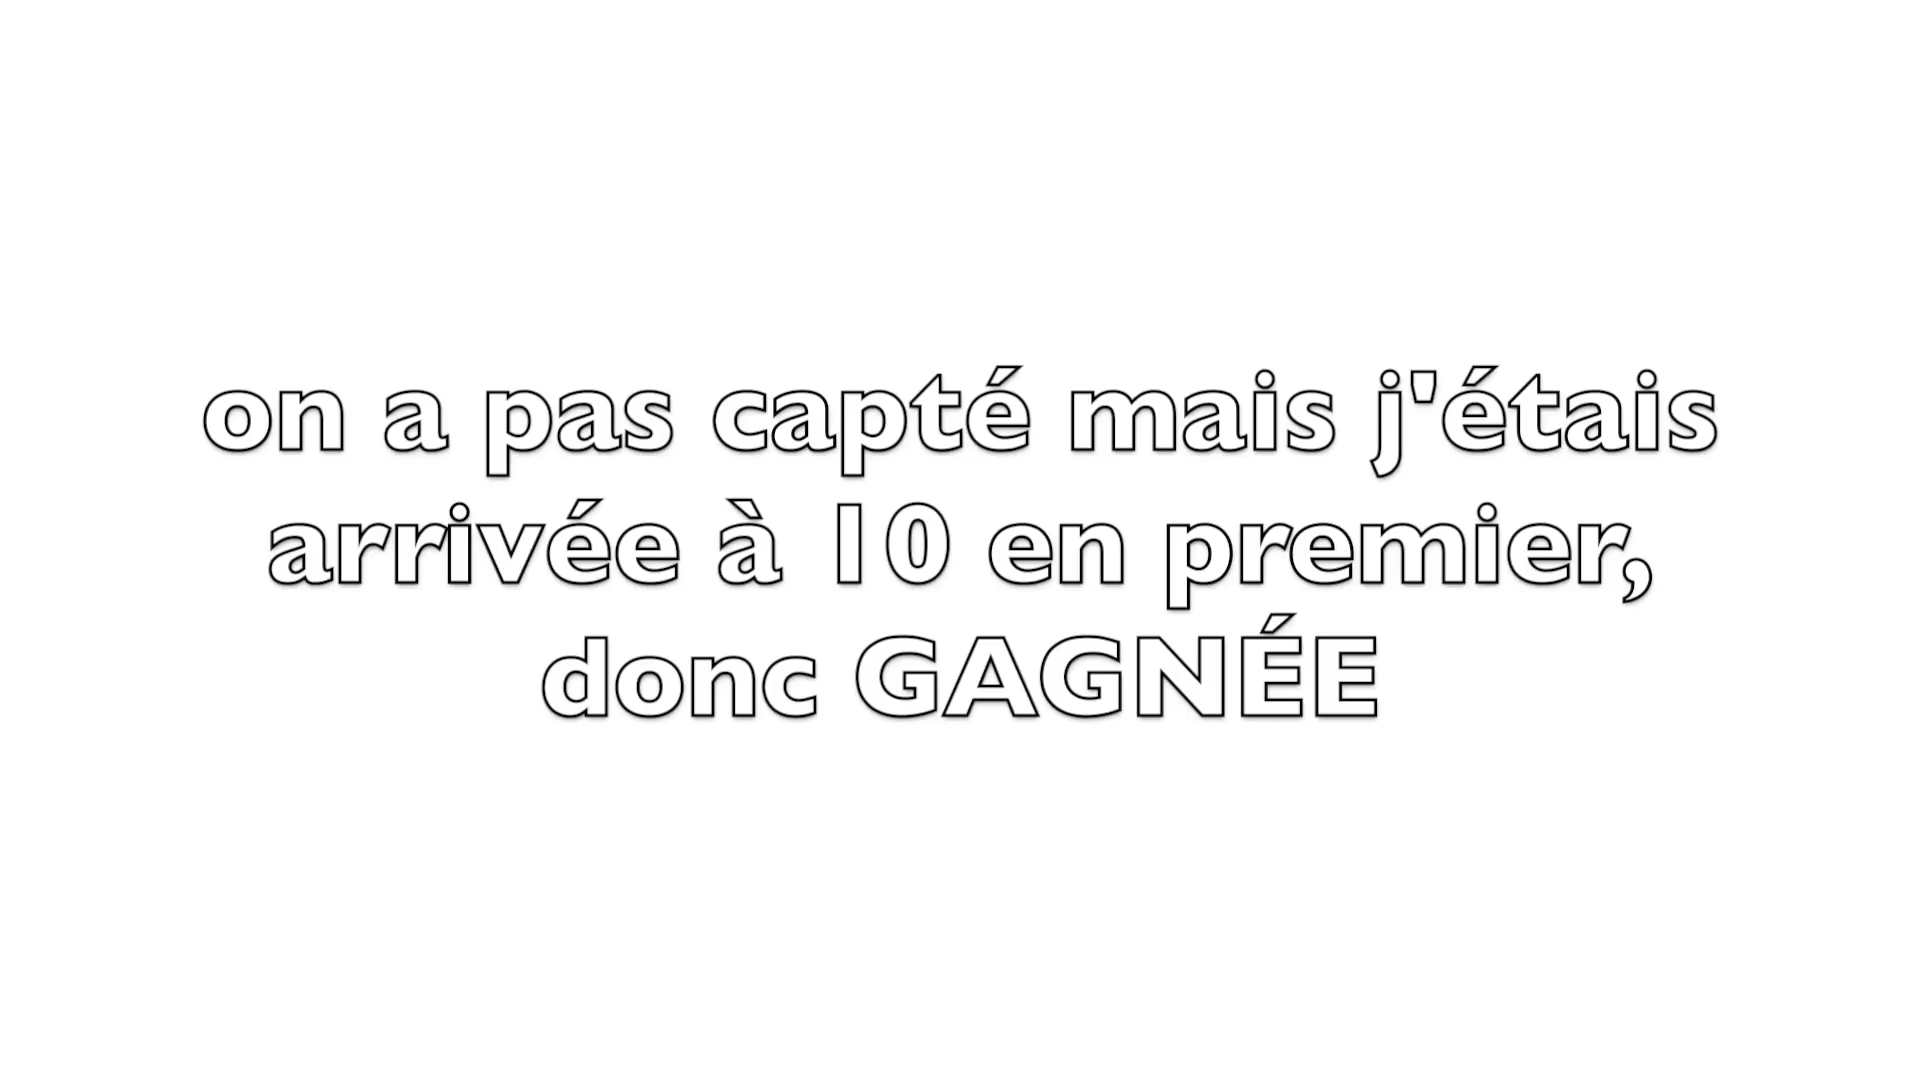 on a pas capté mais j'étais
arrivée à 10 en premier,
donc GAGNÉE